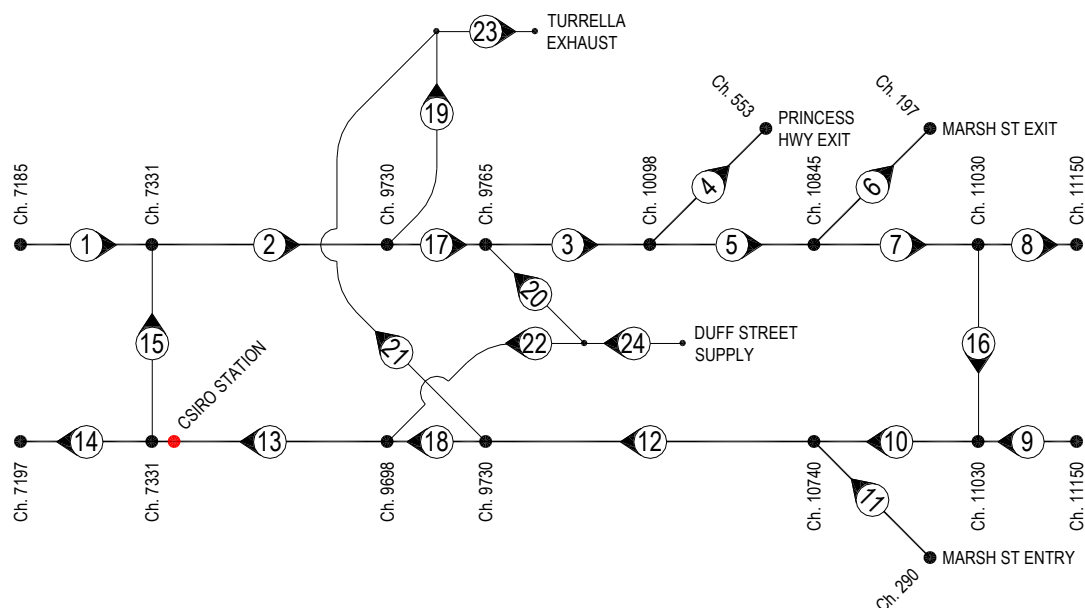 TURRELLA
EXHAUST
23
19
Ch. 553
PRINCESS
HWY EXIT
Ch. 197
MARSH ST EXIT
Ch. 7185
Ch. 7331
Ch. 9730
Ch. 9765
Ch. 10098
Ch. 10845
Ch. 11030
Ch. 11150
4
6
1
2
17
3
5
7
8
20
15
21
22
24
DUFF STREET
SUPPLY
16
CSIRO STATION
14
13
18
12
10
9
Ch. 7197
Ch. 7331
Ch. 9698
Ch. 9730
Ch. 10740
Ch. 11030
Ch. 11150
11
MARSH ST ENTRY
Ch. 290